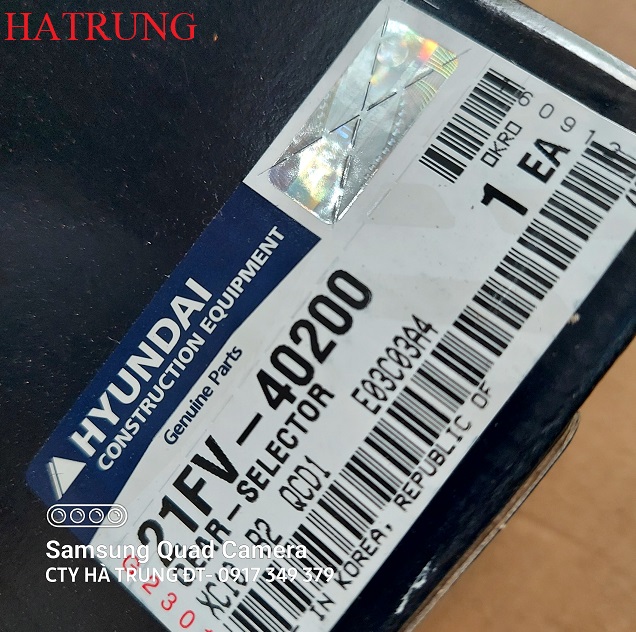 HATRUNG
HYUNDAI
CONSTRUCTION EQUIPMENT
Genuine Parts
□KR□
1 EA
21FV-40200
GEAR-SELECTOR
QCD1 E03C03A4
IN KOREA, REPUBLIC OF
Samsung Quad Camera
CTY HÀ TRUNG ĐT- 0917 349 379